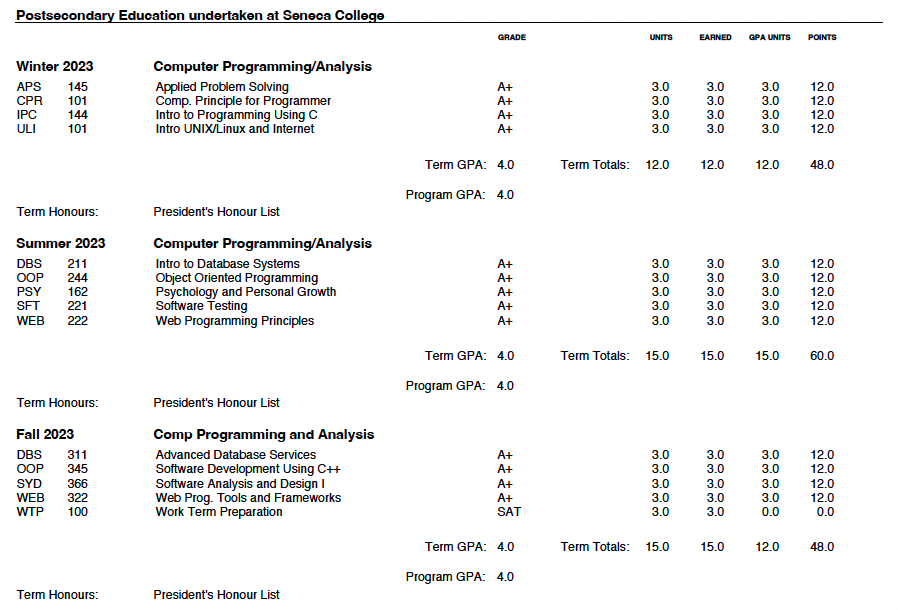 Postsecondary Education undertaken at Seneca College
GRADE UNITS EARNED GPA UNITS POINTS
Winter 2023 Computer Programming/Analysis
APS 145 Applied Problem Solving A+ 3.0 3.0 3.0 12.0
CPR 101 Comp. Principle for Programmer A+ 3.0 3.0 3.0 12.0
IPC 144 Intro to Programming Using C A+ 3.0 3.0 3.0 12.0
ULI 101 Intro UNIX/Linux and Internet A+ 3.0 3.0 3.0 12.0
Term GPA: 4.0 Term Totals: 12.0 12.0 12.0 48.0
Program GPA: 4.0
Term Honours: President's Honour List
Summer 2023 Computer Programming/Analysis
DBS 211 Intro to Database Systems A+ 3.0 3.0 3.0 12.0
OOP 244 Object Oriented Programming A+ 3.0 3.0 3.0 12.0
PSY 162 Psychology and Personal Growth A+ 3.0 3.0 3.0 12.0
SFT 221 Software Testing A+ 3.0 3.0 3.0 12.0
WEB 222 Web Programming Principles A+ 3.0 3.0 3.0 12.0
Term GPA: 4.0 Term Totals: 15.0 15.0 15.0 60.0
Program GPA: 4.0
Term Honours: President's Honour List
Fall 2023 Comp Programming and Analysis
DBS 311 Advanced Database Services A+ 3.0 3.0 3.0 12.0
OOP 345 Software Development Using C++ A+ 3.0 3.0 3.0 12.0
SYD 366 Software Analysis and Design I A+ 3.0 3.0 3.0 12.0
WEB 322 Web Prog. Tools and Frameworks A+ 3.0 3.0 3.0 12.0
WTP 100 Work Term Preparation SAT 3.0 3.0 0.0 0.0
Term GPA: 4.0 Term Totals: 15.0 15.0 12.0 48.0
Program GPA: 4.0
Term Honours: President's Honour List